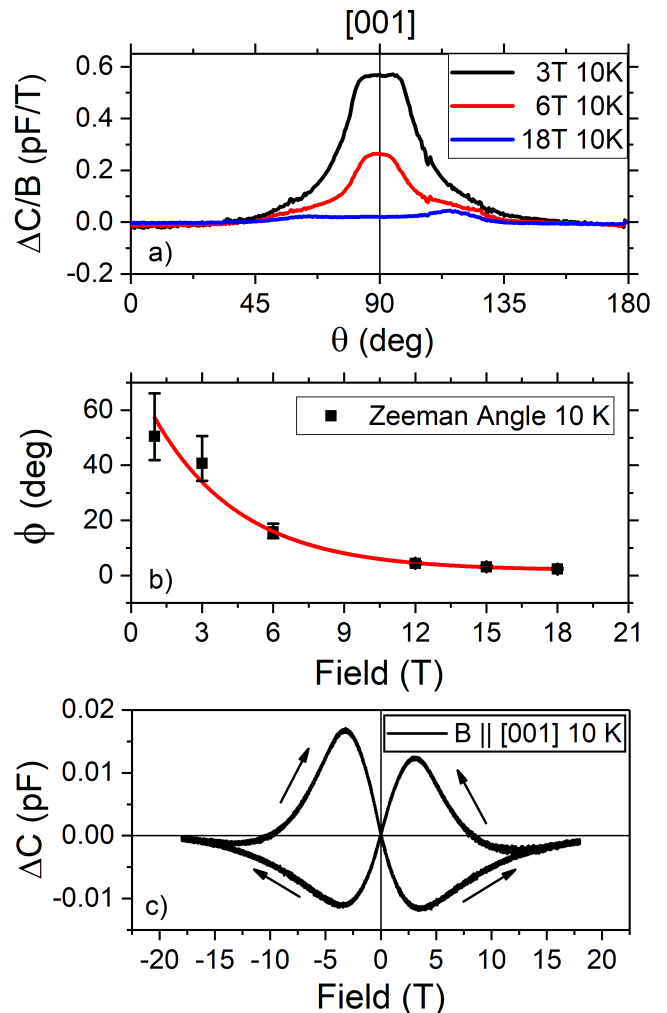 [001]
0.6
0.4
0.2
0.0
-0.2
3T 10K
6T 10K
18T 10K
ΔC/B (pF/T)
a)
0 45 90 135 180
θ (deg)
60
40
20
0
Zeeman Angle 10 K
ϕ (deg)
b)
0 3 6 9 12 15 18 21
Field (T)
0.02
0.01
0.00
-0.01
B || [001] 10 K
ΔC (pF)
c)
-20 -15 -10 -5 0 5 10 15 20
Field (T)